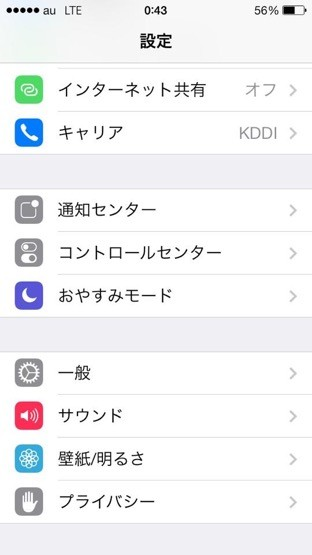 au LTE 0:43 56%
設定
インターネット共有 オフ
キャリア KDDI
通知センター
コントロールセンター
おやすみモード
一般
サウンド
壁紙/明るさ
プライバシー